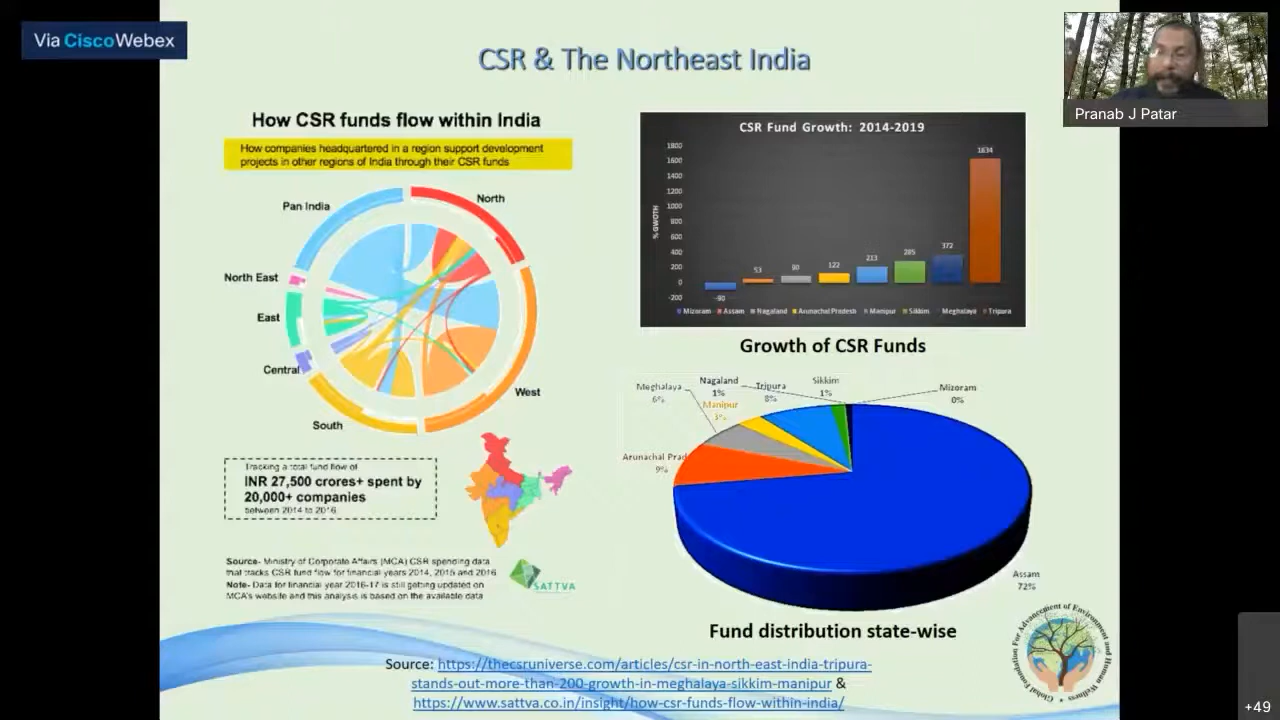 Via CiscoWebex
CSR & The Northeast India
Pranab J Patar
How CSR funds flow within India
How companies headquartered in a region support development
projects in other regions of India through their CSR funds
Pan India
North
North East
East
Central
South
West
Tracking a total fund flow of
INR 27,500 crores+ spent by
20,000+ companies
between 2014 to 2016
Source- Ministry of Corporate Affairs (MCA) CSR spending data
that tracks CSR fund flow for financial years 2014, 2015 and 2016
Note- Data for financial year 2016-17 is still getting updated on
MCA's website and this analysis is based on the available data
SATTVA
CSR Fund Growth: 2014-2019
1800
1600
1400
1200
1000
800
600
400
200
0
-200
-90
53
90
122
213
285
372
1634
Mizoram Assam Nagaland Arunachal Pradesh Manipur Sikkim Meghalaya Tripura
Growth of CSR Funds
Meghalaya
6%
Nagaland
1%
Tripura
8%
Sikkim
1%
Mizoram
0%
Manipur
3%
Arunachal Prad
9%
Assam
72%
Fund distribution state-wise
Global Foundation For Advancement of Environment and Human Wellness
Source: https://thecsruniverse.com/articles/csr-in-north-east-india-tripura-
stands-out-more-than-200-growth-in-meghalaya-sikkim-manipur &
https://www.sattva.co.in/insight/how-csr-funds-flow-within-india/
+49